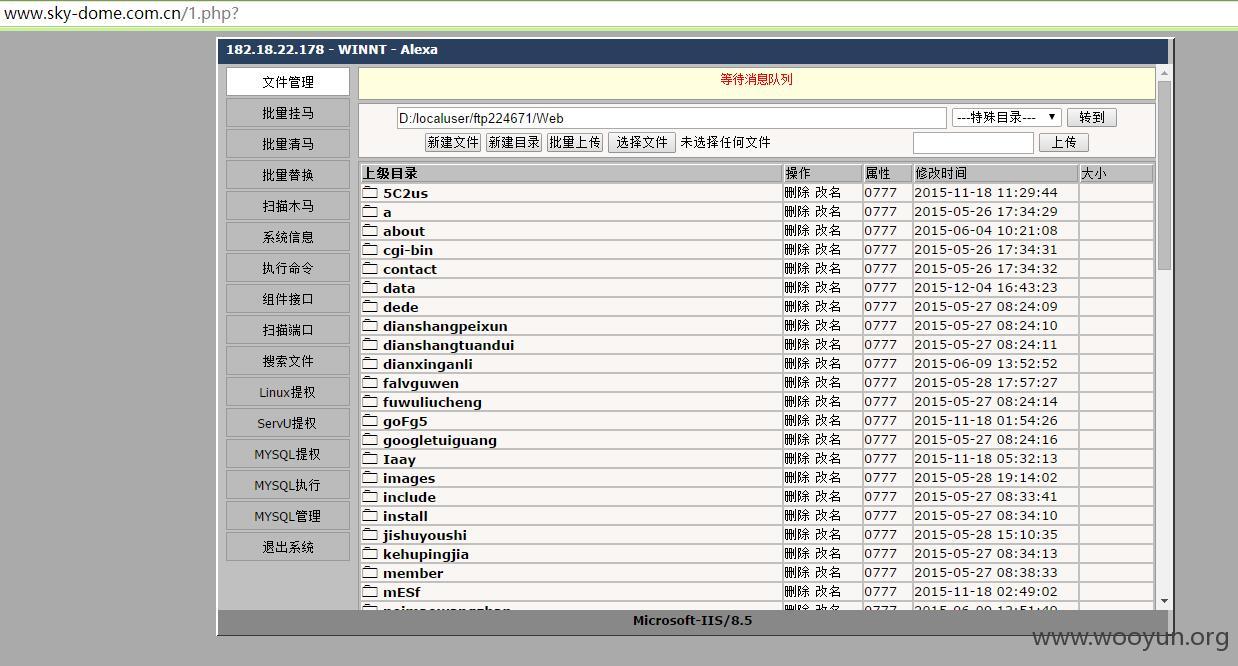 www.sky-dome.com.cn/1.php?
182.18.22.178 - WINNT - Alexa
文件管理
批量挂马
批量清马
批量替换
扫描木马
系统信息
执行命令
组件接口
扫描端口
搜索文件
Linux提权
ServU提权
MYSQL提权
MYSQL执行
MYSQL管理
退出系统
等待消息队列
D:/localuser/ftp224671/Web ---特殊目录--- 转到
新建文件 新建目录 批量上传 选择文件 未选择任何文件 上传
上级目录 操作 属性 修改时间 大小
5C2us 删除 改名 0777 2015-11-18 11:29:44
a 删除 改名 0777 2015-05-26 17:34:29
about 删除 改名 0777 2015-06-04 10:21:08
cgi-bin 删除 改名 0777 2015-05-26 17:34:31
contact 删除 改名 0777 2015-05-26 17:34:32
data 删除 改名 0777 2015-12-04 16:43:23
dede 删除 改名 0777 2015-05-27 08:24:09
dianshangpeixun 删除 改名 0777 2015-05-27 08:24:10
dianshangtuandui 删除 改名 0777 2015-05-27 08:24:11
dianxinganli 删除 改名 0777 2015-06-09 13:52:52
falvguwen 删除 改名 0777 2015-05-28 17:57:27
fuwuliucheng 删除 改名 0777 2015-05-27 08:24:14
goFg5 删除 改名 0777 2015-11-18 01:54:26
googletuiguang 删除 改名 0777 2015-05-27 08:24:16
Iaay 删除 改名 0777 2015-11-18 05:32:13
images 删除 改名 0777 2015-05-28 19:14:02
include 删除 改名 0777 2015-05-27 08:33:41
install 删除 改名 0777 2015-05-27 08:34:10
jishuyoushi 删除 改名 0777 2015-05-28 15:10:35
kehupingjia 删除 改名 0777 2015-05-27 08:34:13
member 删除 改名 0777 2015-05-27 08:38:33
mESf 删除 改名 0777 2015-11-18 02:49:02
Microsoft-IIS/8.5
www.wooyun.org